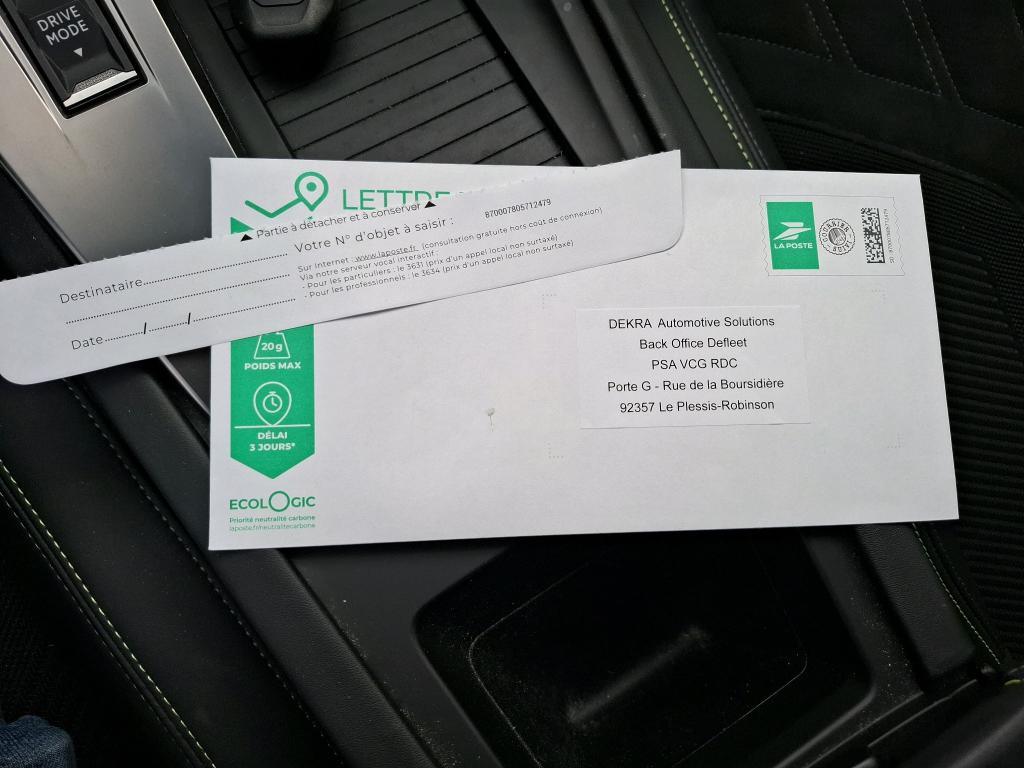 DRIVE
MODE
LETTRE
Partie à détacher et à conserver
Votre N° d'objet à saisir :
870007805712479
Destinataire
Date ....../....../......
Sur Internet : www.laposte.fr (consultation gratuite hors coût de connexion)
Via notre serveur vocal interactif:
- Pour les particuliers : le 3631 (prix d'un appel local non surtaxé)
- Pour les professionnels : le 3634 (prix d'un appel local non surtaxé)
LA POSTE
20g
POIDS MAX
DÉLAI
3 JOURS*
ECOLOGIC
Priorité neutralité carbone
laposte.fr/neutralitecarbone
DEKRA Automotive Solutions
Back Office Defleet
PSA VCG RDC
Porte G - Rue de la Boursidière
92357 Le Plessis-Robinson